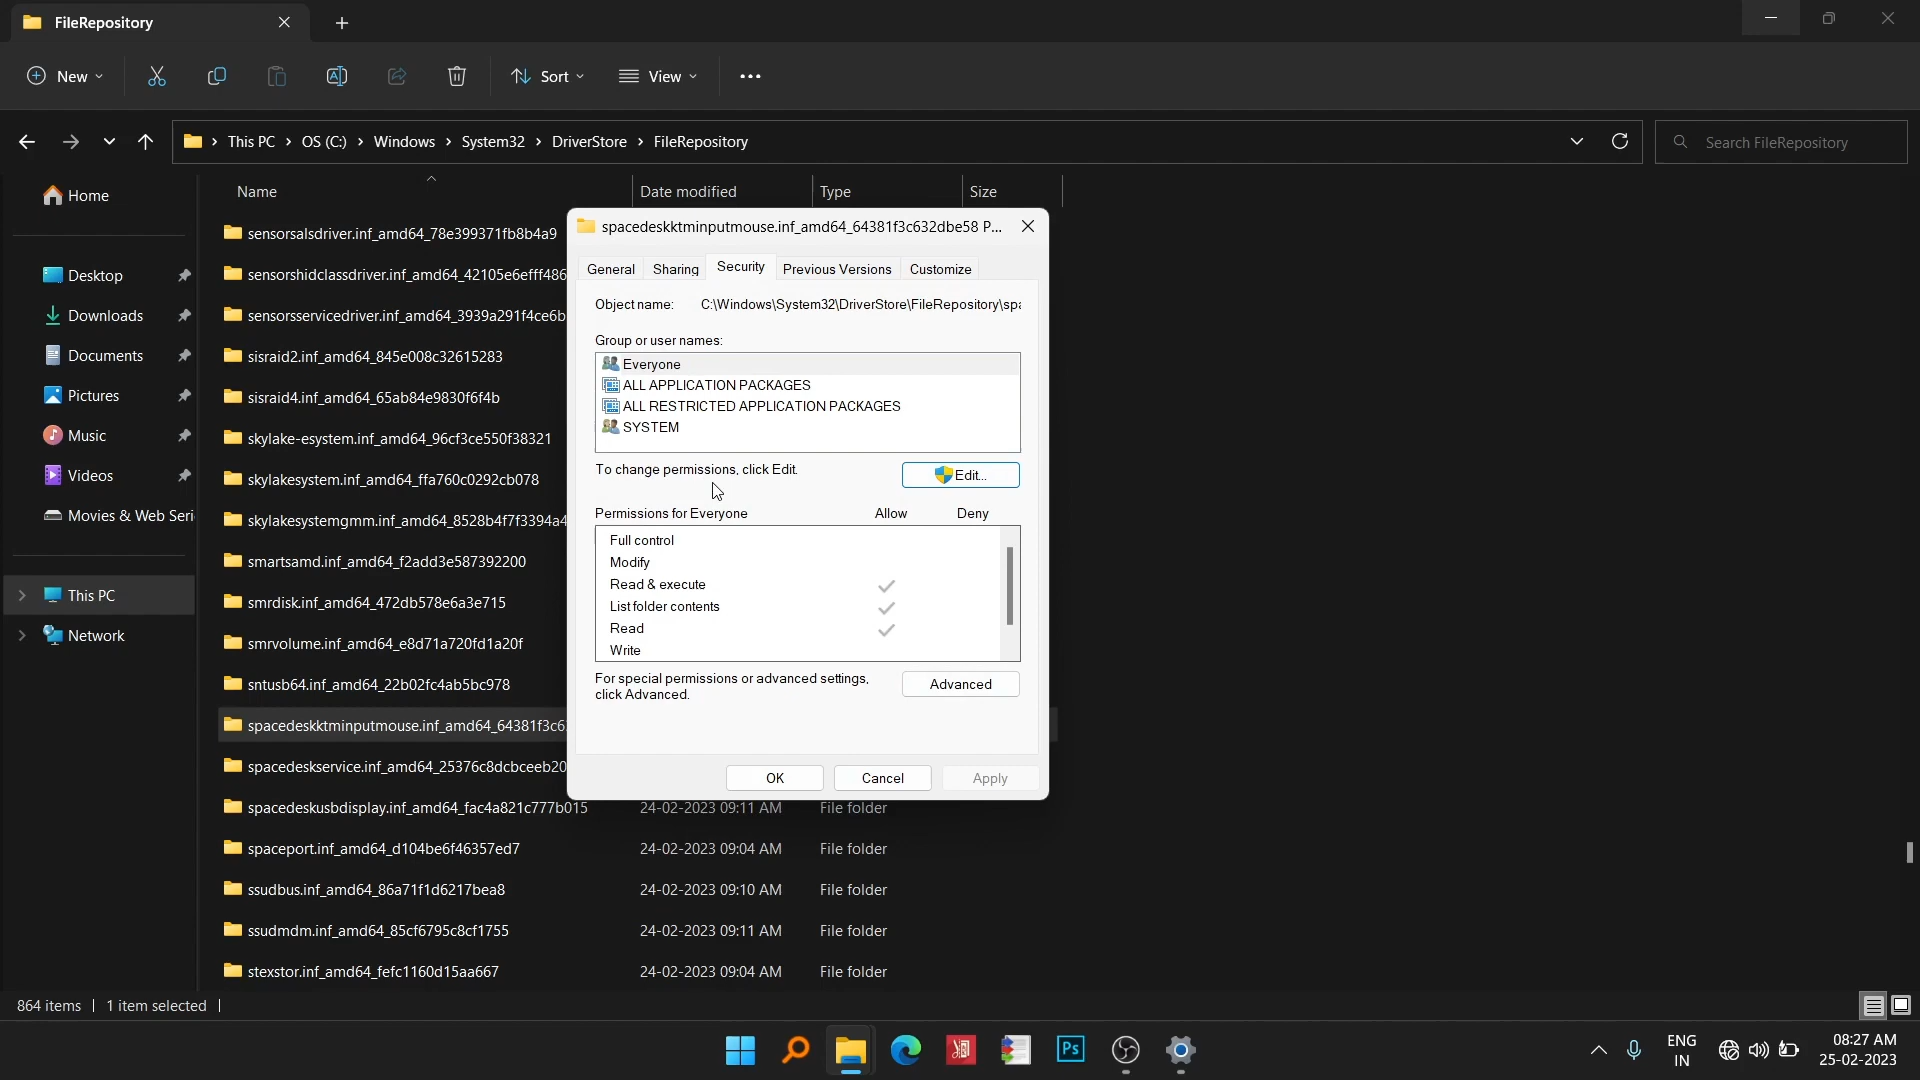 FileRepository
New
Sort
View
This PC > OS (C:) > Windows > System32 > DriverStore > FileRepository
Search FileRepository
Home
Desktop
Downloads
Documents
Pictures
Music
Videos
Movies & Web Seri
This PC
Network
Name
Date modified
Type
Size
sensorsalsdriver.inf_amd64_78e399371fb8b4a9
sensorshidclassdriver.inf_amd64_42105e6efff486
sensorsservicedriver.inf_amd64_3939a291f4ce6b
sisraid2.inf_amd64_845e008c32615283
sisraid4.inf_amd64_65ab84e9830f6f4b
skylake-esystem.inf_amd64_96cf3ce550f38321
skylakesystem.inf_amd64_ffa760c0292cb078
skylakesystemgmm.inf_amd64_8528b4f7f3394a4
smartsamd.inf_amd64_f2add3e587392200
smrdisk.inf_amd64_472db578e6a3e715
smrvolume.inf_amd64_e8d71a720fd1a20f
sntusb64.inf_amd64_22b02fc4ab5bc978
spacedeskktminputmouse.inf_amd64_64381f3c6
spacedeskservice.inf_amd64_25376c8dcbceeb20
spacedeskusbdisplay.inf_amd64_fac4a821c777b015 24-02-2023 09:11 AM File folder
spaceport.inf_amd64_d104be6f46357ed7 24-02-2023 09:04 AM File folder
ssudbus.inf_amd64_86a71f1d6217bea8 24-02-2023 09:10 AM File folder
ssudmdm.inf_amd64_85cf6795c8cf1755 24-02-2023 09:11 AM File folder
stexstor.inf_amd64_fefc1160d15aa667 24-02-2023 09:04 AM File folder
spacedeskktminputmouse.inf_amd64_64381f3c632dbe58 P...
General
Sharing
Security
Previous Versions
Customize
Object name: C:\Windows\System32\DriverStore\FileRepository\spa
Group or user names:
Everyone
ALL APPLICATION PACKAGES
ALL RESTRICTED APPLICATION PACKAGES
SYSTEM
To change permissions, click Edit.
Edit...
Permissions for Everyone Allow Deny
Full control
Modify
Read & execute
List folder contents
Read
Write
For special permissions or advanced settings,
click Advanced.
Advanced
OK
Cancel
Apply
864 items
1 item selected
Ps
ENG
IN
08:27 AM
25-02-2023